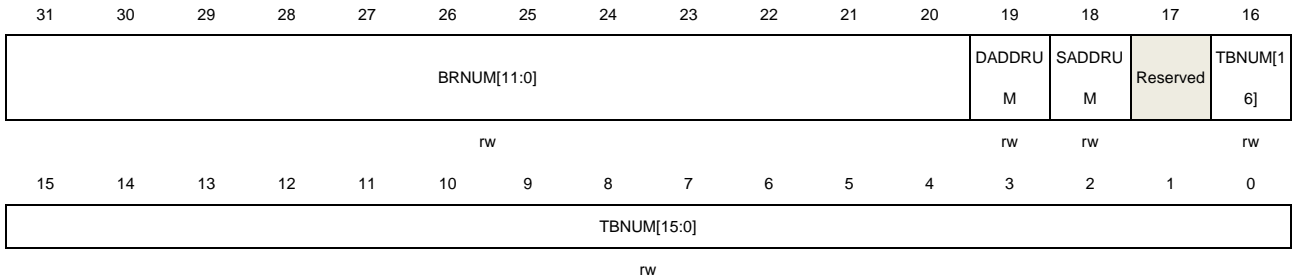 31 30 29 28 27 26 25 24 23 22 21 20 19 18 17 16
BRNUM[11:0]
DADDRU
M
SADDRU
M
Reserved
TBNUM[1
6]
rw rw rw rw
15 14 13 12 11 10 9 8 7 6 5 4 3 2 1 0
TBNUM[15:0]
rw